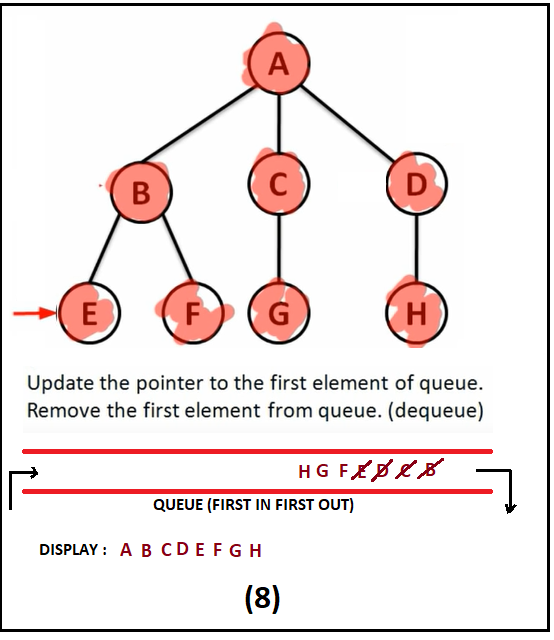 A
B C D
E F G H
Update the pointer to the first element of queue.
Remove the first element from queue. (dequeue)
H G F E D C B
QUEUE (FIRST IN FIRST OUT)
DISPLAY : A B C D E F G H
(8)